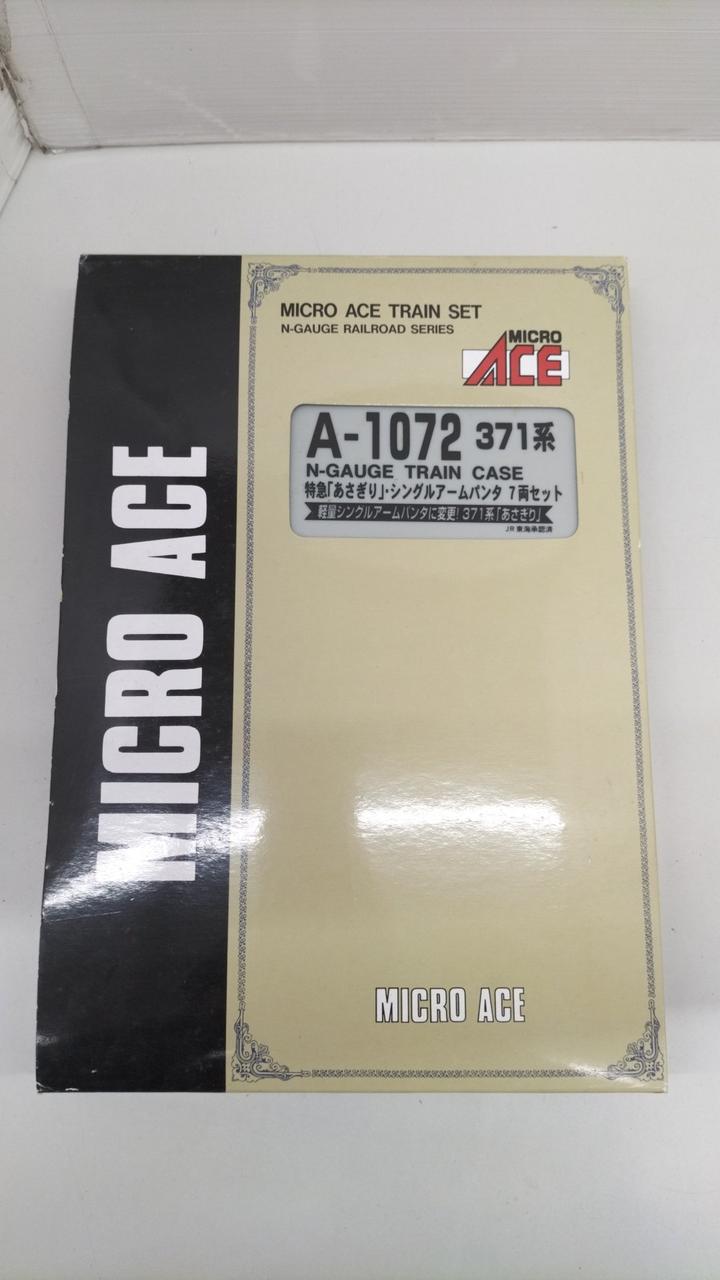 MICRO ACE
MICRO ACE TRAIN SET
N-GAUGE RAILROAD SERIES
MICRO
ACE
A-1072 371系
N-GAUGE TRAIN CASE
特急「あさぎり」・シングルアームパンタ 7両セット
軽量シングルアームパンタに変更! 371系「あさぎり」
JR東海承認済
MICRO ACE